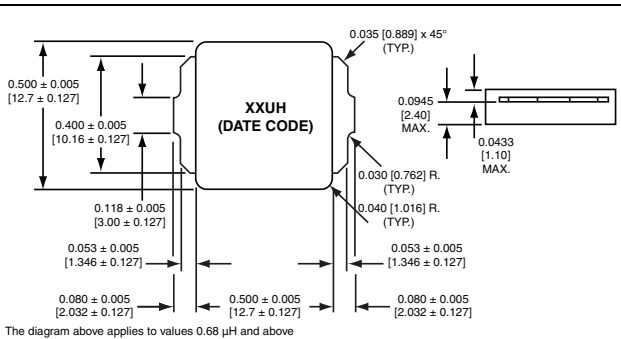 0.035 [0.889] x 45°
(TYP.)
0.500 ± 0.005
[12.7 ± 0.127]
0.400 ± 0.005
[10.16 ± 0.127]
XXUH
(DATE CODE)
0.0945
[2.40]
MAX.
0.0433
[1.10]
MAX.
0.030 [0.762] R.
(TYP.)
0.118 ± 0.005
[3.00 ± 0.127]
0.040 [1.016] R.
(TYP.)
0.053 ± 0.005
[1.346 ± 0.127]
0.053 ± 0.005
[1.346 ± 0.127]
0.080 ± 0.005
[2.032 ± 0.127]
0.500 ± 0.005
[12.7 ± 0.127]
0.080 ± 0.005
[2.032 ± 0.127]
The diagram above applies to values 0.68 µH and above